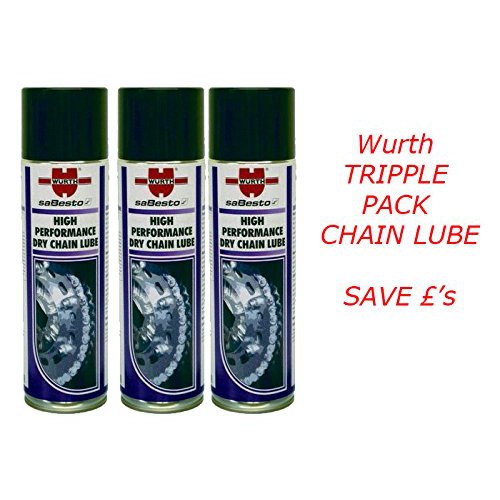 WURTH
saBesto
HIGH
PERFORMANCE
DRY CHAIN LUBE
WURTH
saBesto
HIGH
PERFORMANCE
DRY CHAIN LUBE
WURTH
saBesto
HIGH
PERFORMANCE
DRY CHAIN LUBE
Wurth
TRIPPLE
PACK
CHAIN LUBE
SAVE £’s